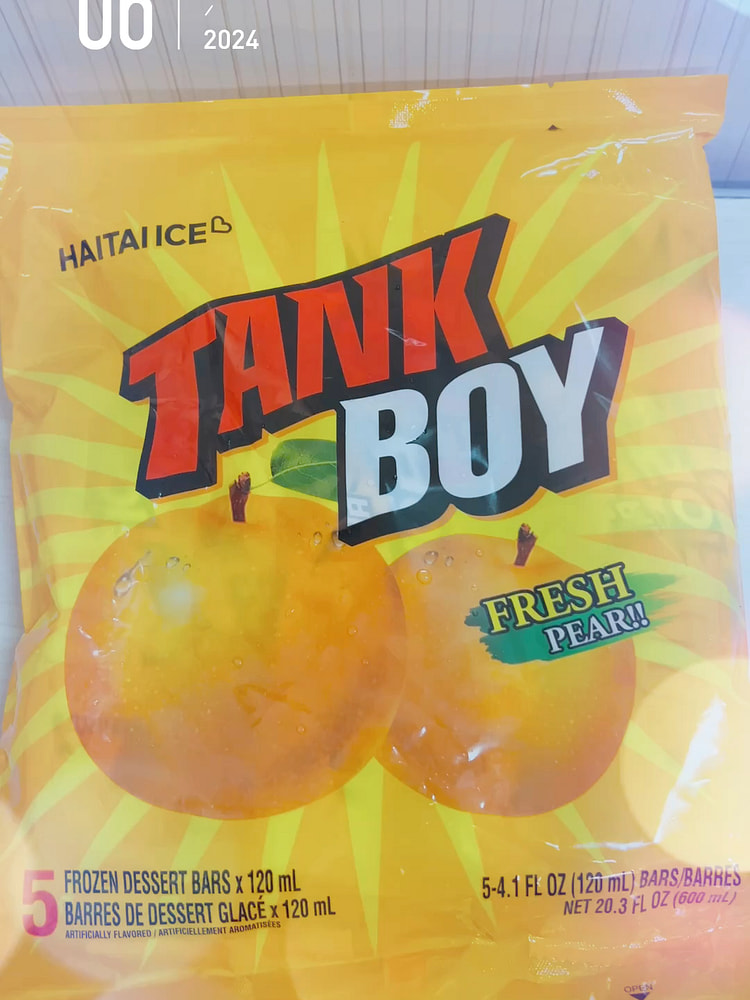 06
2024
HAITAI ICE
TANK
BOY
FRESH
PEAR!!
5 FROZEN DESSERT BARS x 120 mL
BARRES DE DESSERT GLACÉ x 120 mL
ARTIFICIALLY FLAVORED / ARTIFICIELLEMENT AROMATISÉES
5-4.1 FL OZ (120 mL) BARS/BARRES
NET 20.3 FL OZ (600 mL)
OPEN